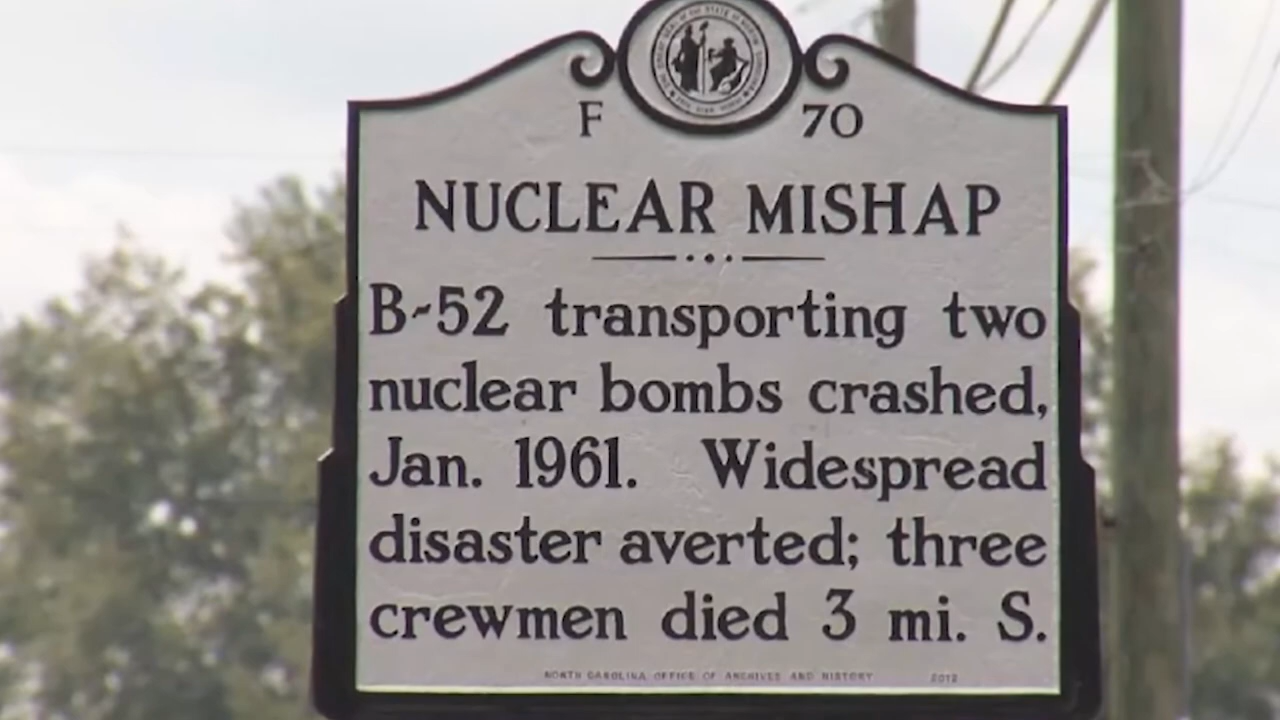 F 70
NUCLEAR MISHAP
B-52 transporting two
nuclear bombs crashed,
Jan. 1961. Widespread
disaster averted; three
crewmen died 3 mi. S.
NORTH CAROLINA OFFICE OF ARCHIVES AND HISTORY 2012